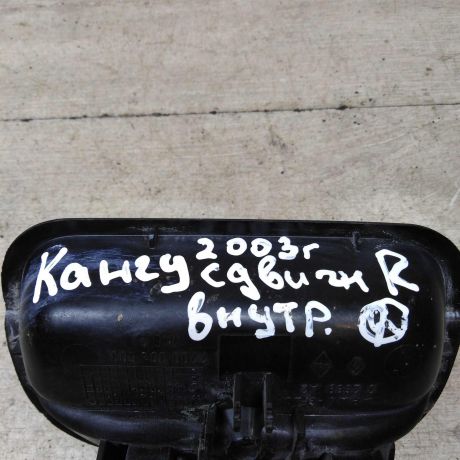 2003г
Кангу сдвижн R
внутр.